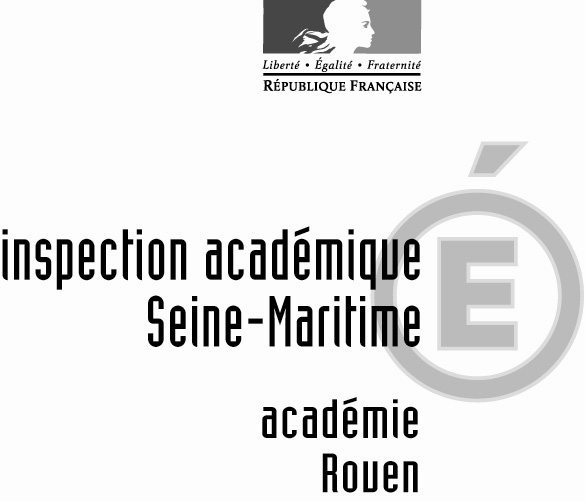 Liberté • Égalité • Fraternité
RÉPUBLIQUE FRANÇAISE
inspection académique
Seine-Maritime
É
académie
Rouen